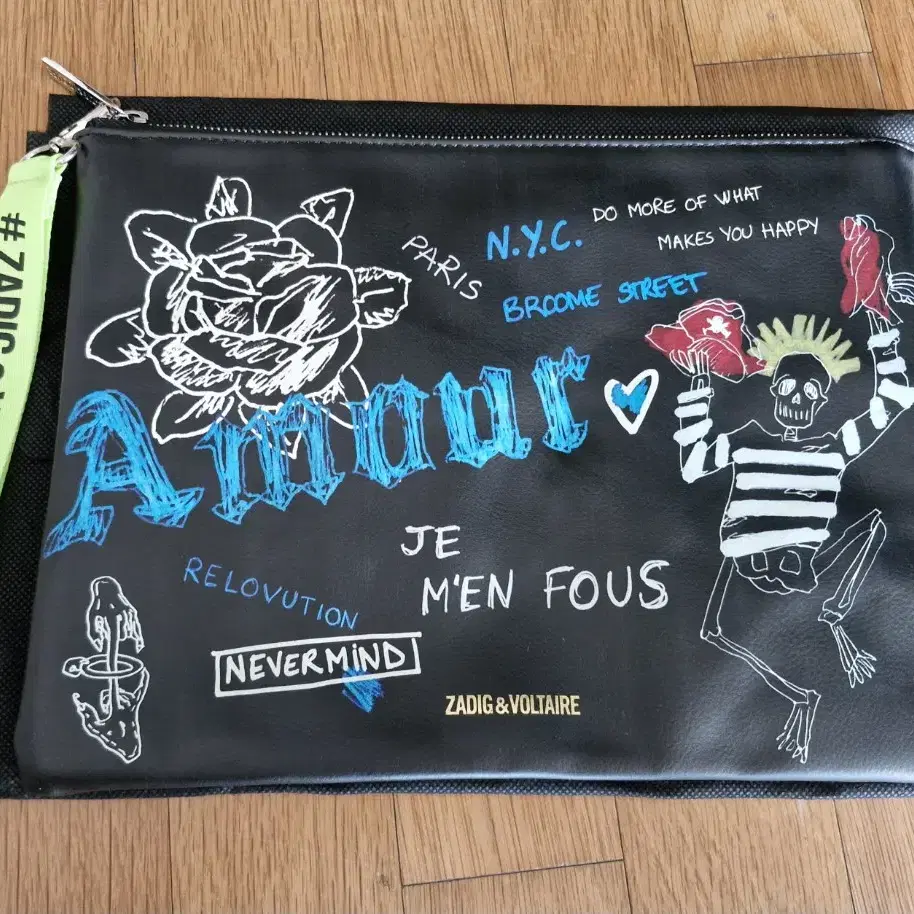 # ZADIG
PARIS
N.Y.C.
DO MORE OF WHAT
MAKES YOU HAPPY
BROOME STREET
Amour
JE
M'EN FOUS
RELOVUTION
NEVERMIND
ZADIG & VOLTAIRE